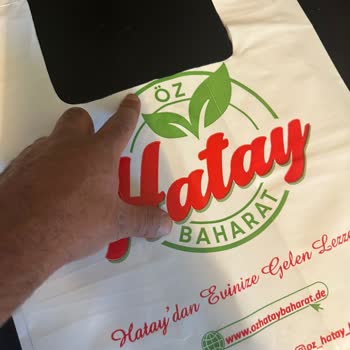 ÖZ
Hatay
BAHARAT
Hatay'dan Evinize Gelen
www.ozhataybaharat.de